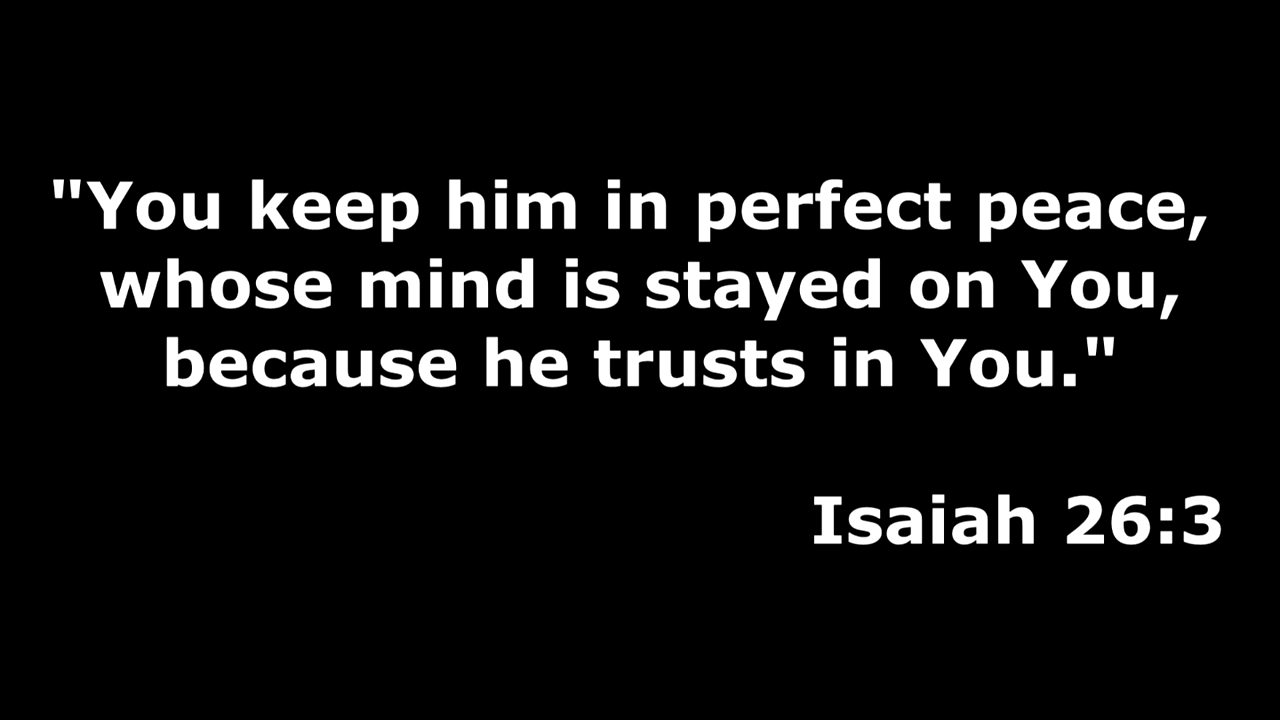 "You keep him in perfect peace,
whose mind is stayed on You,
because he trusts in You."
Isaiah 26:3